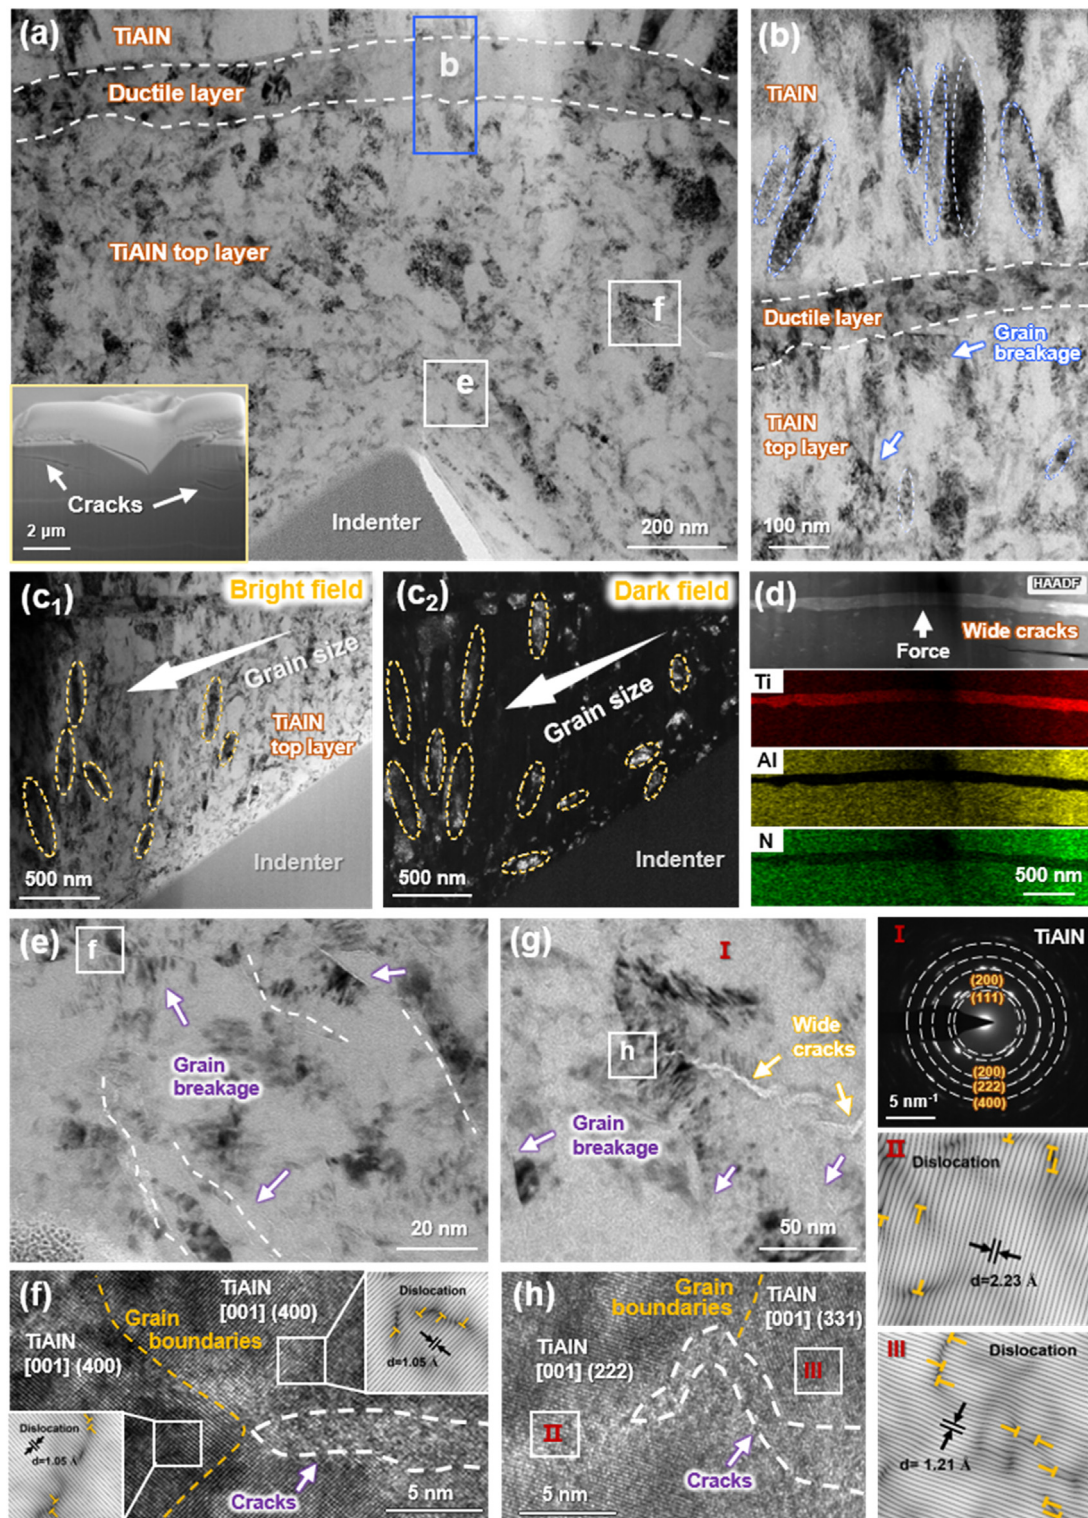 (a)
TiAlN
Ductile layer
b
TiAlN top layer
f
e
Cracks
2 µm
Indenter
200 nm
(b)
TiAlN
Ductile layer
Grain
breakage
TiAlN
top layer
100 nm
(c₁)
Bright field
Grain size
TiAlN
top layer
Indenter
500 nm
(c₂)
Dark field
Grain size
Indenter
500 nm
(d)
HAADF
Wide cracks
Force
Ti
Al
N
500 nm
(e)
f
Grain
breakage
20 nm
(g)
I
h
Wide
cracks
Grain
breakage
50 nm
I
TiAlN
(200)
(111)
(200)
(222)
(400)
5 nm⁻¹
II
Dislocation
d=2.23 Å
(f)
TiAlN
[001] (400)
Grain
boundaries
TiAlN
[001] (400)
Dislocation
d=1.05 Å
Dislocation
d=1.05 Å
Cracks
5 nm
(h)
Grain
boundaries
TiAlN
[001] (331)
TiAlN
[001] (222)
III
II
Cracks
5 nm
III
Dislocation
d= 1.21 Å